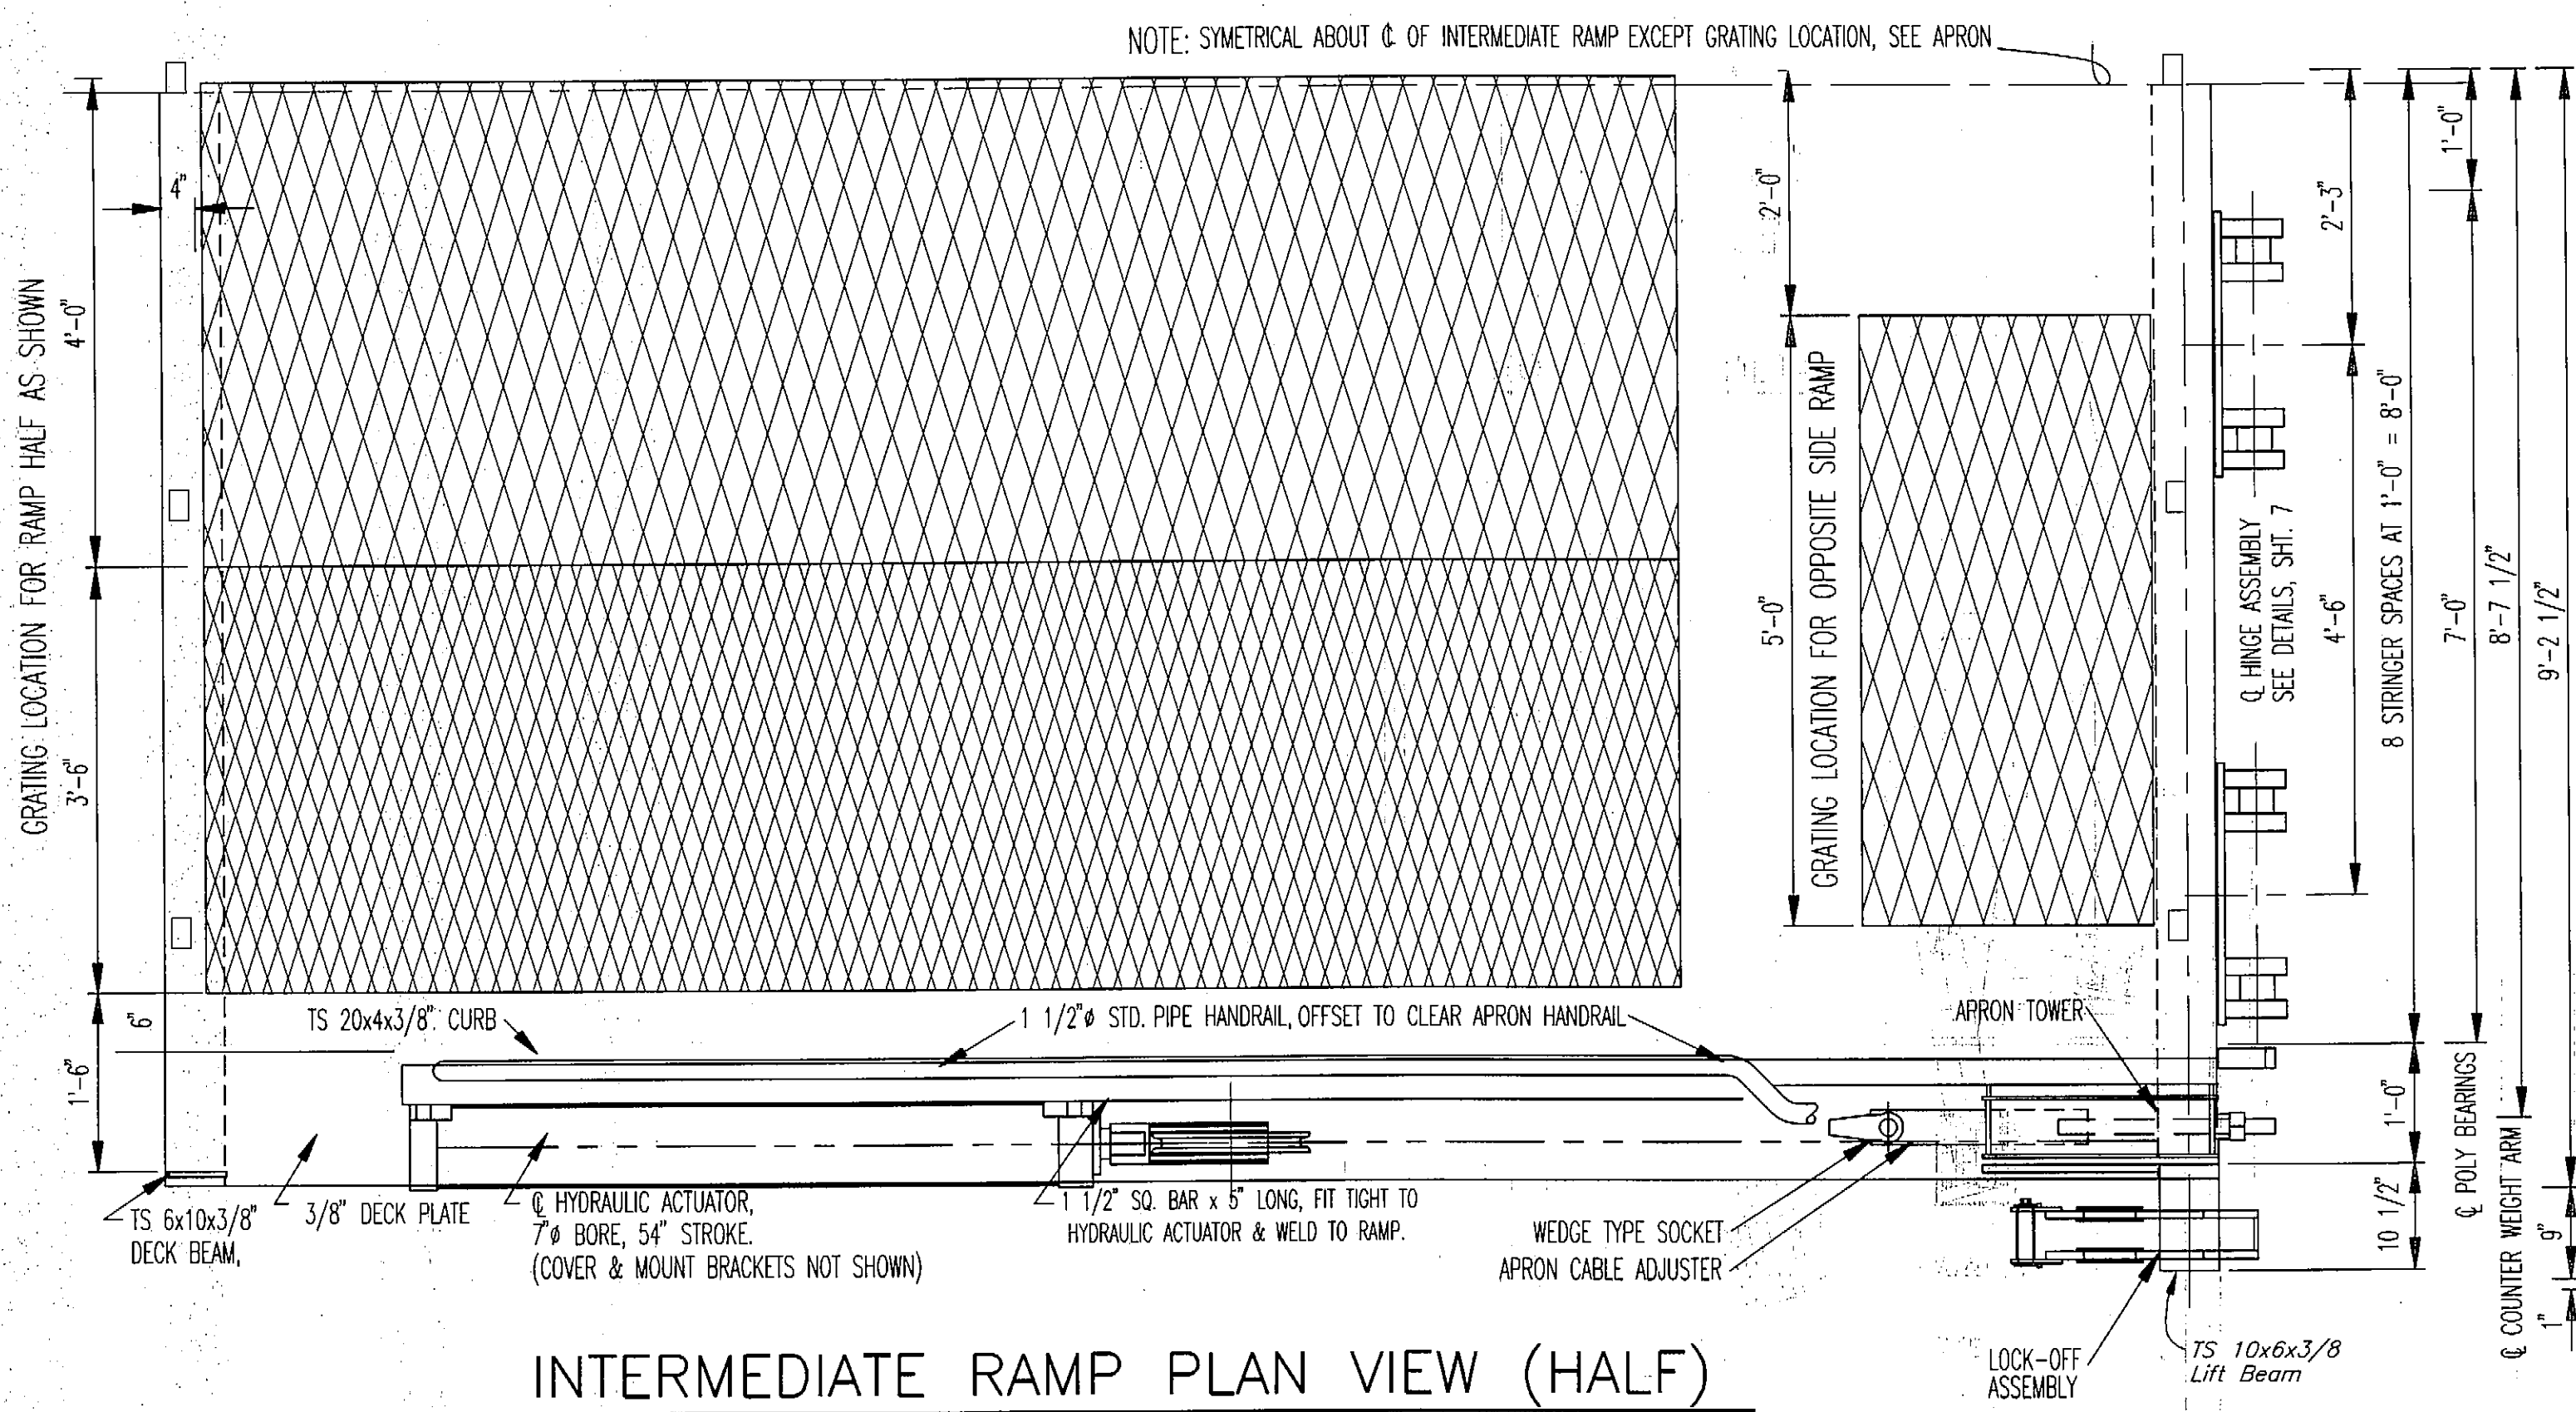 NOTE: SYMETRICAL ABOUT ℄ OF INTERMEDIATE RAMP EXCEPT GRATING LOCATION, SEE APRON
GRATING LOCATION FOR RAMP HALF AS SHOWN
4'-0"
3'-6"
1'-6"
6"
4"
2'-0"
5'-0"
GRATING LOCATION FOR OPPOSITE SIDE RAMP
2'-3"
4'-6"
℄ HINGE ASSEMBLY
SEE DETAILS, SHT. 7
8 STRINGER SPACES AT 1'-0" = 8'-0"
1'-0"
7'-0"
8'-7 1/2"
9'-2 1/2"
1'-0"
10 1/2"
℄ POLY BEARINGS
℄ COUNTER WEIGHT ARM
9"
1"
TS 20x4x3/8" CURB
1 1/2"ø STD. PIPE HANDRAIL, OFFSET TO CLEAR APRON HANDRAIL
APRON TOWER
TS 6x10x3/8"
DECK BEAM,
3/8" DECK PLATE
℄ HYDRAULIC ACTUATOR,
7"ø BORE, 54" STROKE.
(COVER & MOUNT BRACKETS NOT SHOWN)
1 1/2" SQ. BAR x 5" LONG, FIT TIGHT TO
HYDRAULIC ACTUATOR & WELD TO RAMP.
WEDGE TYPE SOCKET
APRON CABLE ADJUSTER
LOCK-OFF
ASSEMBLY
TS 10x6x3/8
Lift Beam
INTERMEDIATE RAMP PLAN VIEW (HALF)